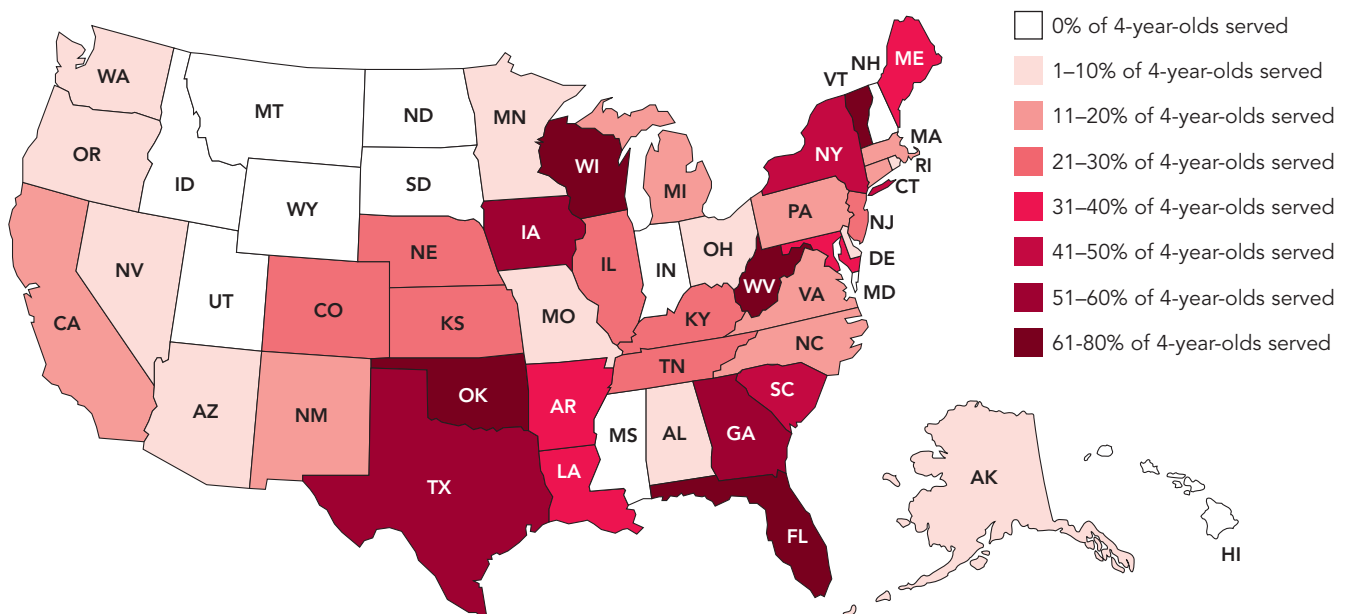 0% of 4-year-olds served
1–10% of 4-year-olds served
11–20% of 4-year-olds served
21–30% of 4-year-olds served
31–40% of 4-year-olds served
41–50% of 4-year-olds served
51–60% of 4-year-olds served
61-80% of 4-year-olds served
WA
MT
ND
MN
VT
NH
ME
OR
ID
SD
WI
MI
NY
MA
RI
CT
WY
NE
IA
PA
NJ
NV
UT
CO
KS
IL
IN
OH
WV
VA
DE
MD
CA
MO
KY
NC
AZ
NM
OK
AR
TN
SC
TX
LA
MS
AL
GA
FL
AK
HI